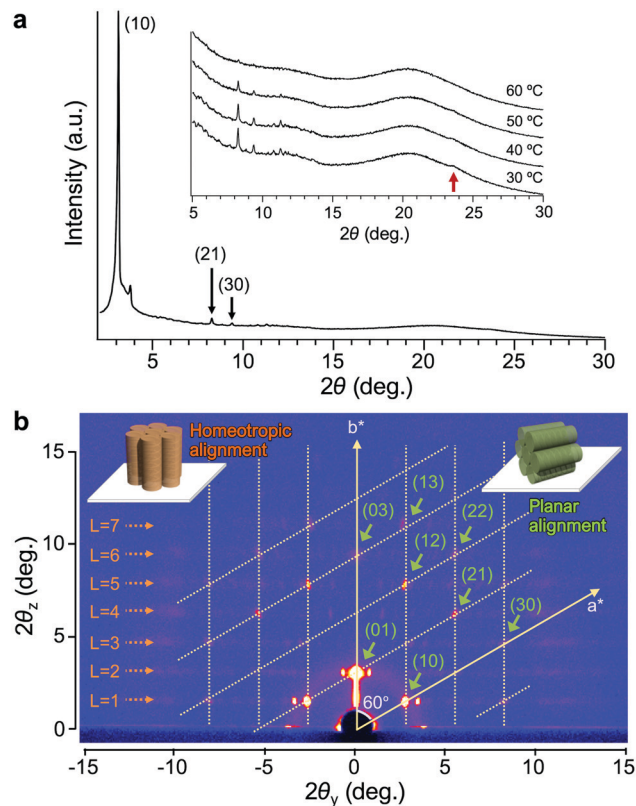 a
(10)
Intensity (a.u.)
60 ºC
50 ºC
40 ºC
30 ºC
5 10 15 20 25 30
2θ (deg.)
(21)
(30)
5 10 15 20 25 30
2θ (deg.)
b
Homeotropic
alignment
b*
Planar
alignment
15
10
5
0
2θz (deg.)
L=7
L=6
L=5
L=4
L=3
L=2
L=1
(03)
(13)
(12)
(22)
(21)
(30)
a*
(01)
(10)
60°
-15 -10 -5 0 5 10 15
2θy (deg.)